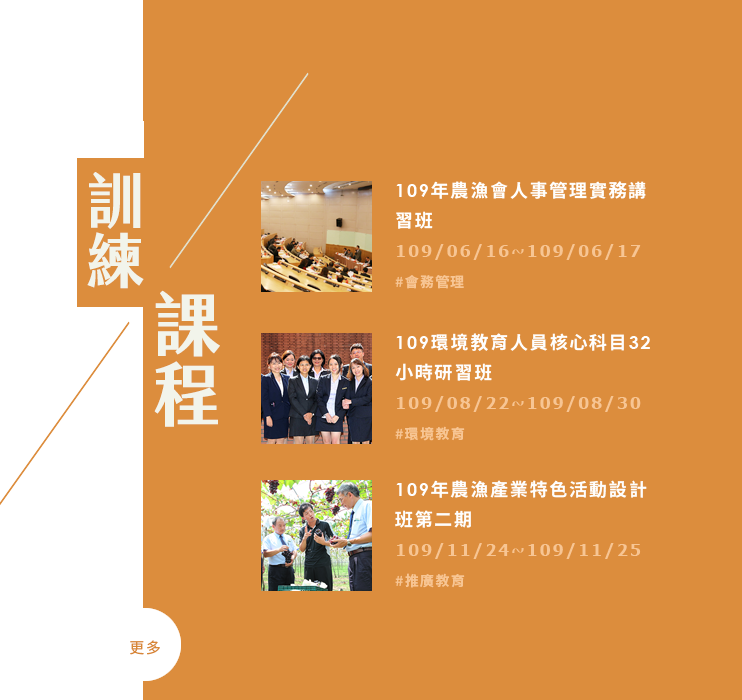 訓練
課程
109年農漁會人事管理實務講
習班
109/06/16~109/06/17
#會務管理
109環境教育人員核心科目32
小時研習班
109/08/22~109/08/30
#環境教育
109年農漁產業特色活動設計
班第二期
109/11/24~109/11/25
#推廣教育
更多